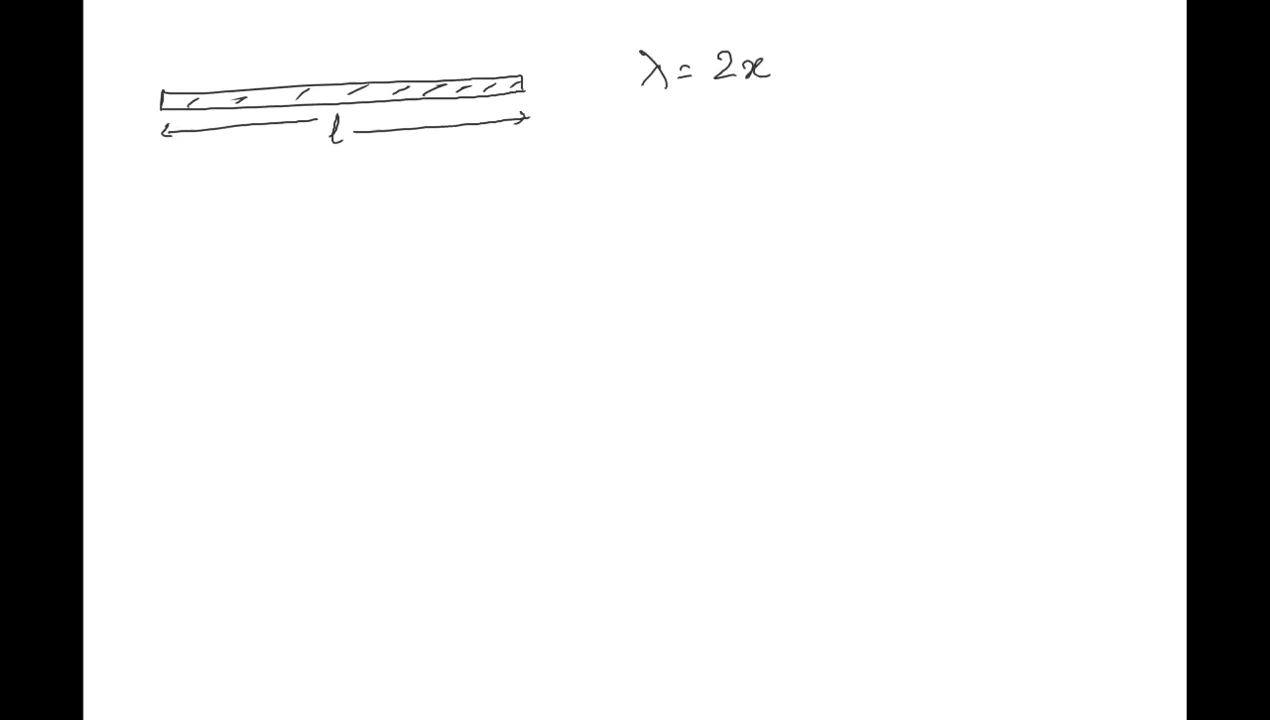 λ = 2x
l